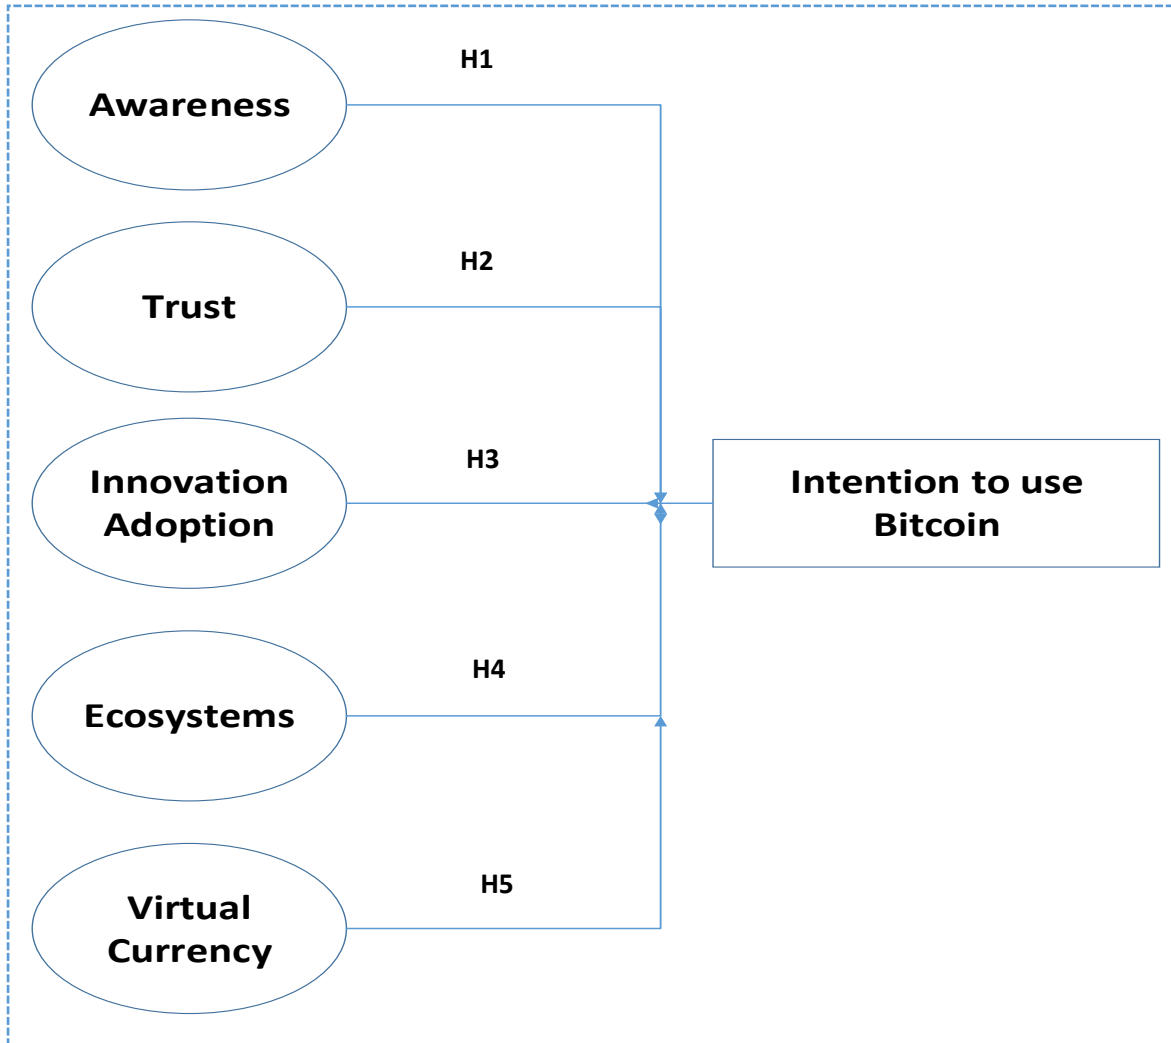 H1
Awareness
H2
Trust
H3
Innovation
Adoption
Intention to use
Bitcoin
H4
Ecosystems
H5
Virtual
Currency